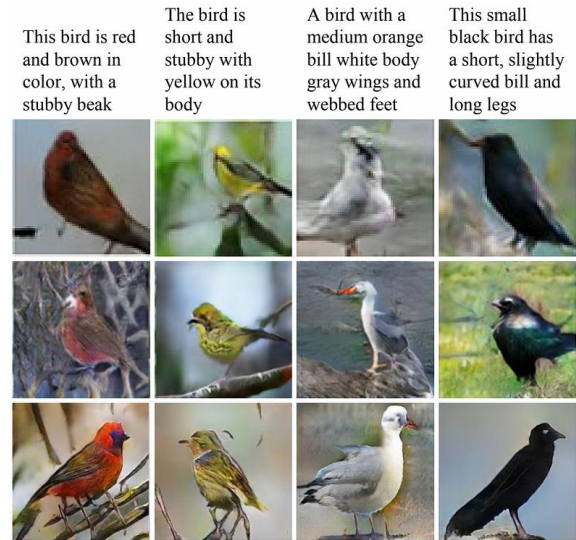 This bird is red
and brown in
color, with a
stubby beak
The bird is
short and
stubby with
yellow on its
body
A bird with a
medium orange
bill white body
gray wings and
webbed feet
This small
black bird has
a short, slightly
curved bill and
long legs